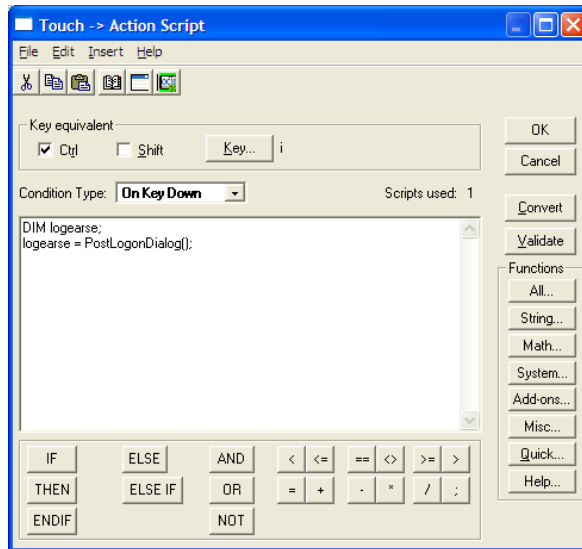 Touch -> Action Script
File Edit Insert Help
Key equivalent
Ctrl Shift Key... i
OK
Cancel
Condition Type: On Key Down Scripts used: 1
Convert
Validate
DIM logearse;
logearse = PostLogonDialog();
Functions
All...
String...
Math...
System...
Add-ons...
Misc...
Quick...
Help...
IF ELSE AND < <= == <> >= >
THEN ELSE IF OR = + - * / ;
ENDIF NOT